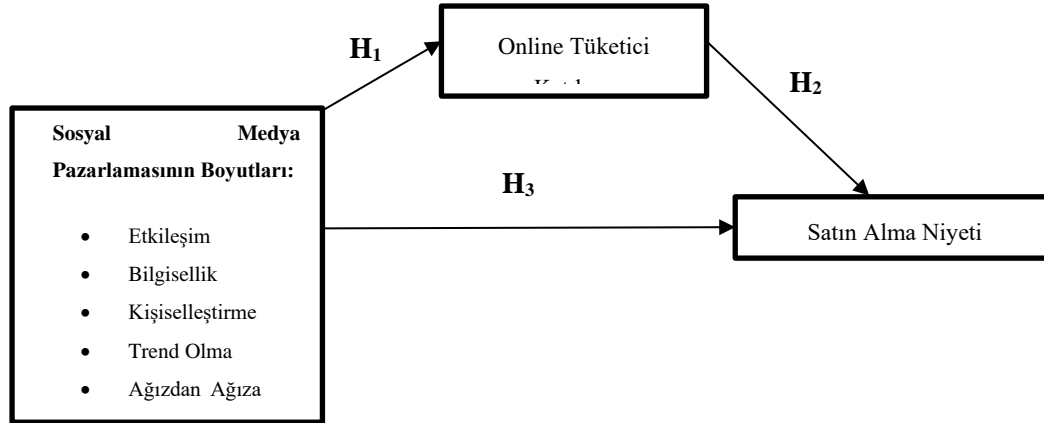 Online Tüketici
H1
H2
Sosyal Medya
Pazarlamasının Boyutları:
H3
Satın Alma Niyeti
• Etkileşim
• Bilgisellik
• Kişiselleştirme
• Trend Olma
• Ağızdan Ağıza